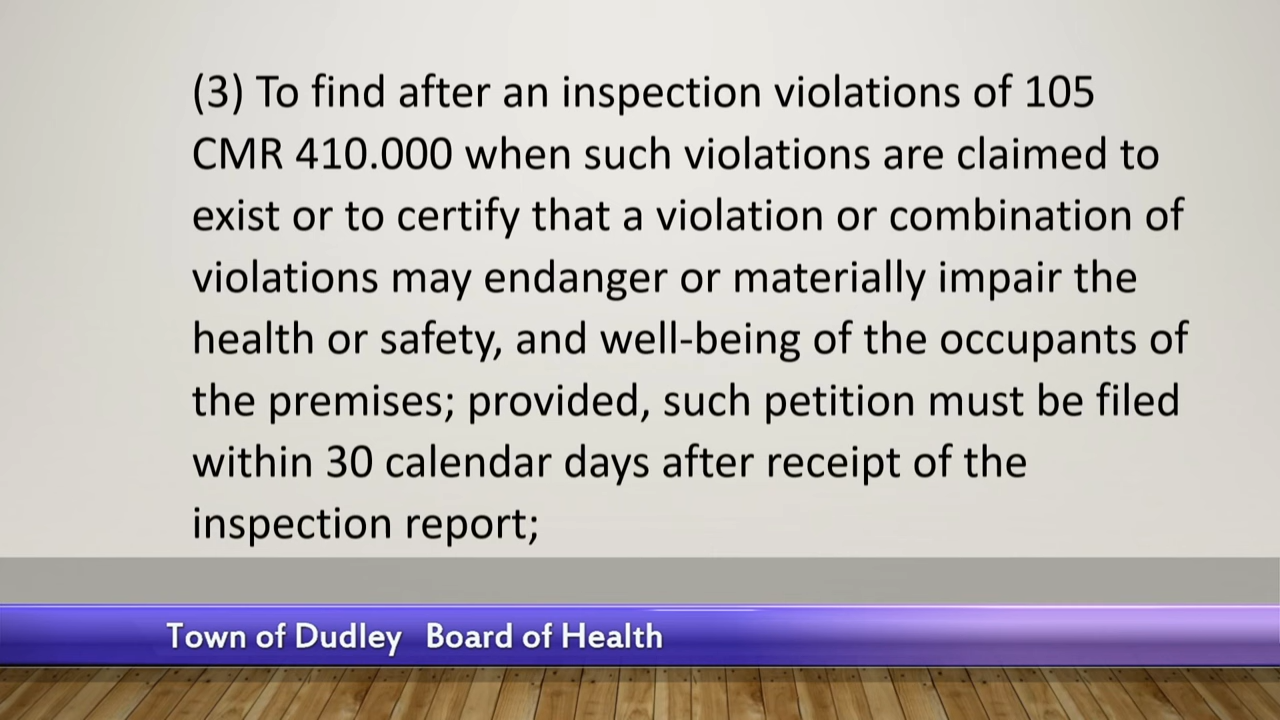 (3) To find after an inspection violations of 105
CMR 410.000 when such violations are claimed to
exist or to certify that a violation or combination of
violations may endanger or materially impair the
health or safety, and well-being of the occupants of
the premises; provided, such petition must be filed
within 30 calendar days after receipt of the
inspection report;
Town of Dudley Board of Health